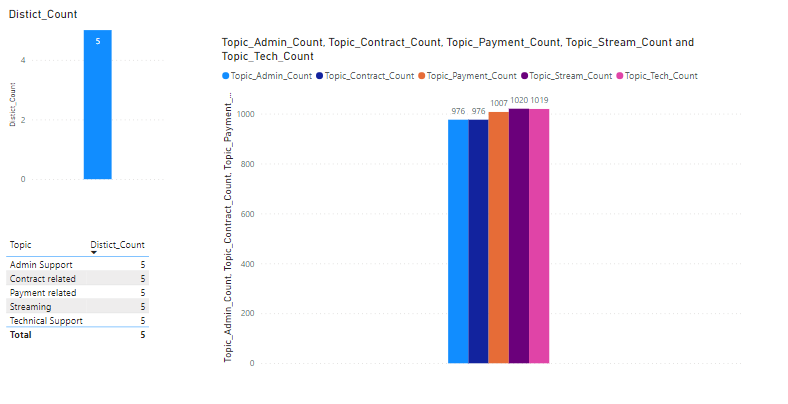 Distict_Count
5
4
2
0
Distict_Count
Topic Distict_Count
Admin Support 5
Contract related 5
Payment related 5
Streaming 5
Technical Support 5
Total 5
Topic_Admin_Count, Topic_Contract_Count, Topic_Payment_Count, Topic_Stream_Count and
Topic_Tech_Count
Topic_Admin_Count Topic_Contract_Count Topic_Payment_Count Topic_Stream_Count Topic_Tech_Count
Topic_Admin_Count, Topic_Contract_Count, Topic_Payment_...
1000
800
600
400
200
0
976 976 1007 1020 1019